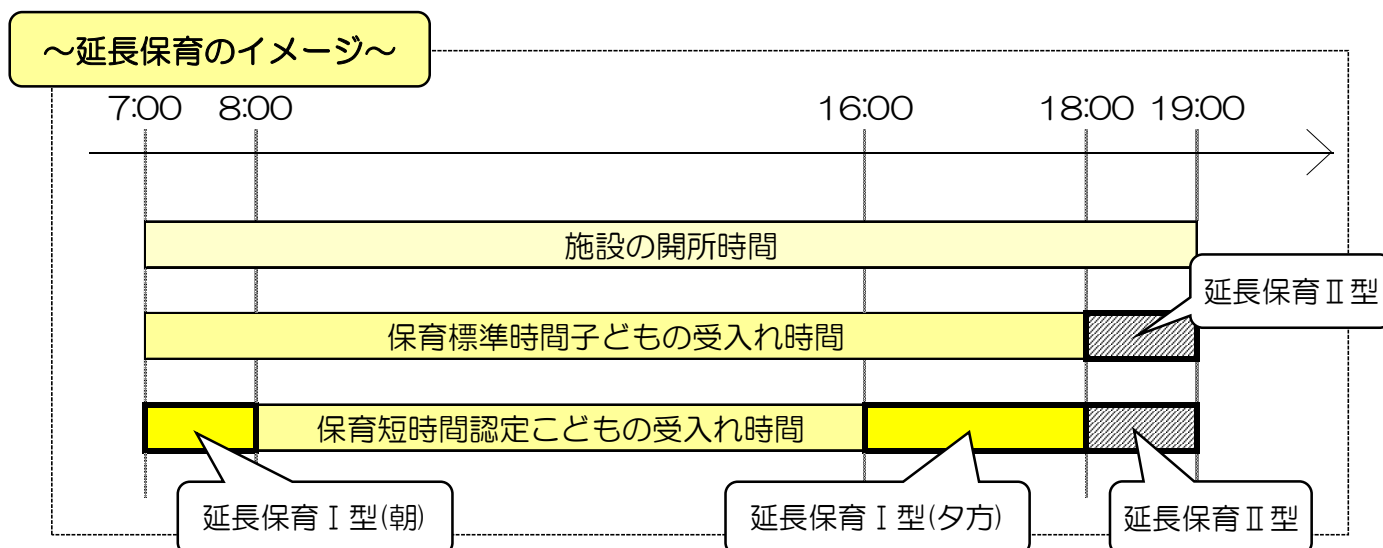 ~延長保育のイメージ~
7:00 8:00 16:00 18:00 19:00
施設の開所時間
延長保育Ⅱ型
保育標準時間子どもの受入れ時間
保育短時間認定こどもの受入れ時間
延長保育Ⅰ型(朝)
延長保育Ⅰ型(夕方)
延長保育Ⅱ型